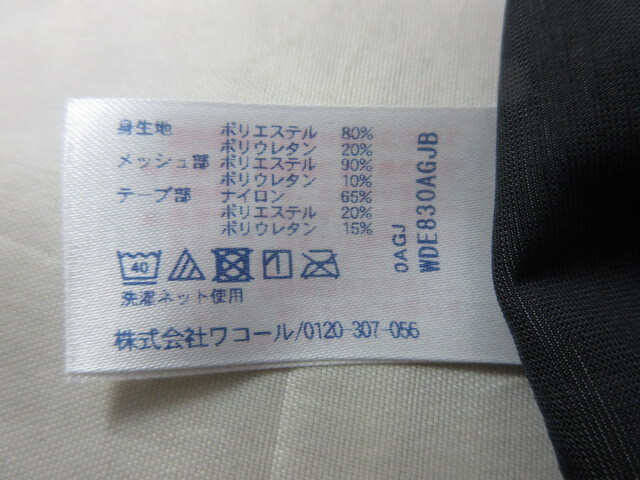 身生地 ポリエステル 80%
ポリウレタン 20%
メッシュ部 ポリエステル 90%
ポリウレタン 10%
テープ部 ナイロン 65%
ポリエステル 20%
ポリウレタン 15%
40
洗濯ネット使用
株式会社ワコール/0120-307-056
0AGJ
WDE830AGJB